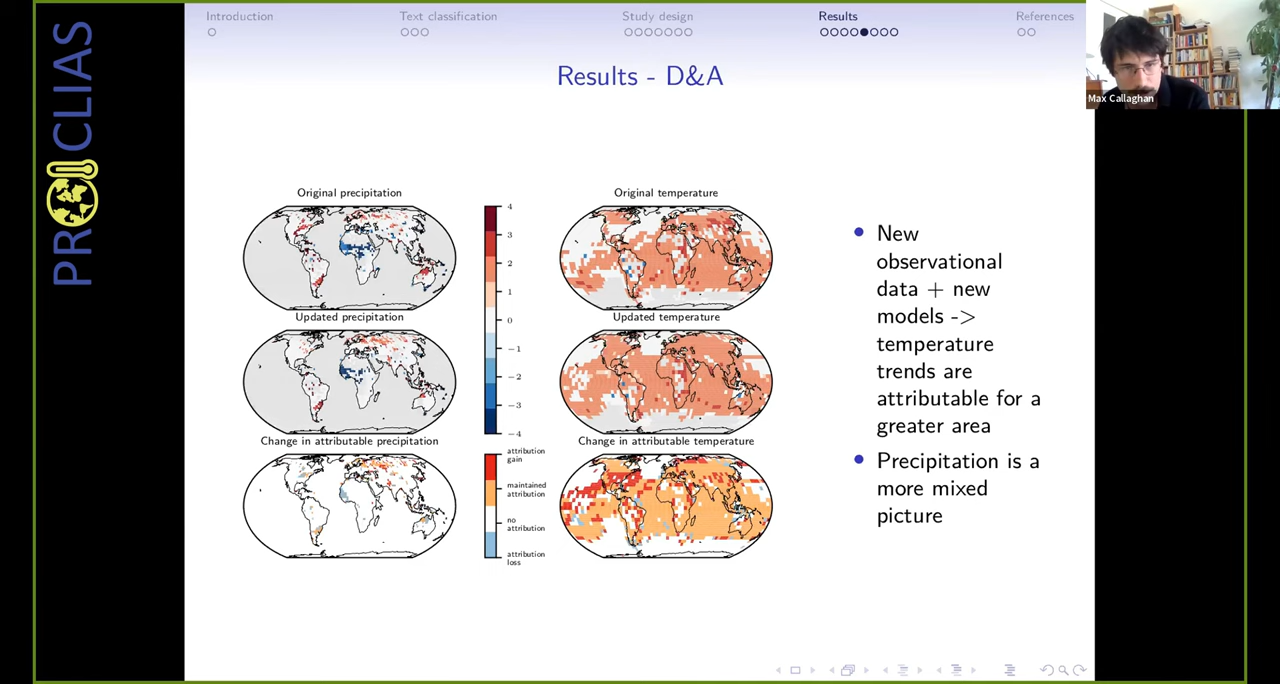 PROCLIAS
Introduction
Text classification
Study design
Results
References
Max Callaghan
Results - D&A
Original precipitation
Original temperature
4
3
2
1
0
−1
−2
−3
−4
Updated precipitation
Updated temperature
Change in attributable precipitation
Change in attributable temperature
attribution
gain
maintained
attribution
no
attribution
attribution
loss
New
observational
data + new
models ->
temperature
trends are
attributable for a
greater area
Precipitation is a
more mixed
picture